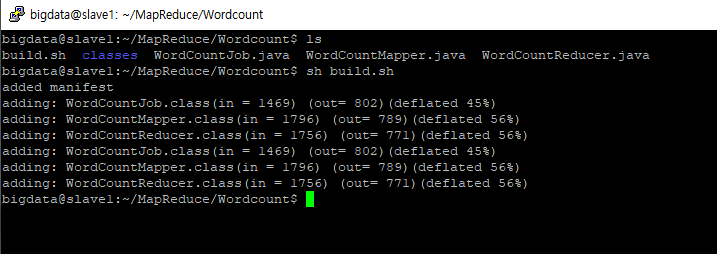 bigdata@slave1: ~/MapReduce/Wordcount
bigdata@slave1:~/MapReduce/Wordcount$ ls
build.sh  classes  WordCountJob.java  WordCountMapper.java  WordCountReducer.java
bigdata@slave1:~/MapReduce/Wordcount$ sh build.sh
added manifest
adding: WordCountJob.class(in = 1469) (out= 802)(deflated 45%)
adding: WordCountMapper.class(in = 1796) (out= 789)(deflated 56%)
adding: WordCountReducer.class(in = 1756) (out= 771)(deflated 56%)
adding: WordCountJob.class(in = 1469) (out= 802)(deflated 45%)
adding: WordCountMapper.class(in = 1796) (out= 789)(deflated 56%)
adding: WordCountReducer.class(in = 1756) (out= 771)(deflated 56%)
bigdata@slave1:~/MapReduce/Wordcount$